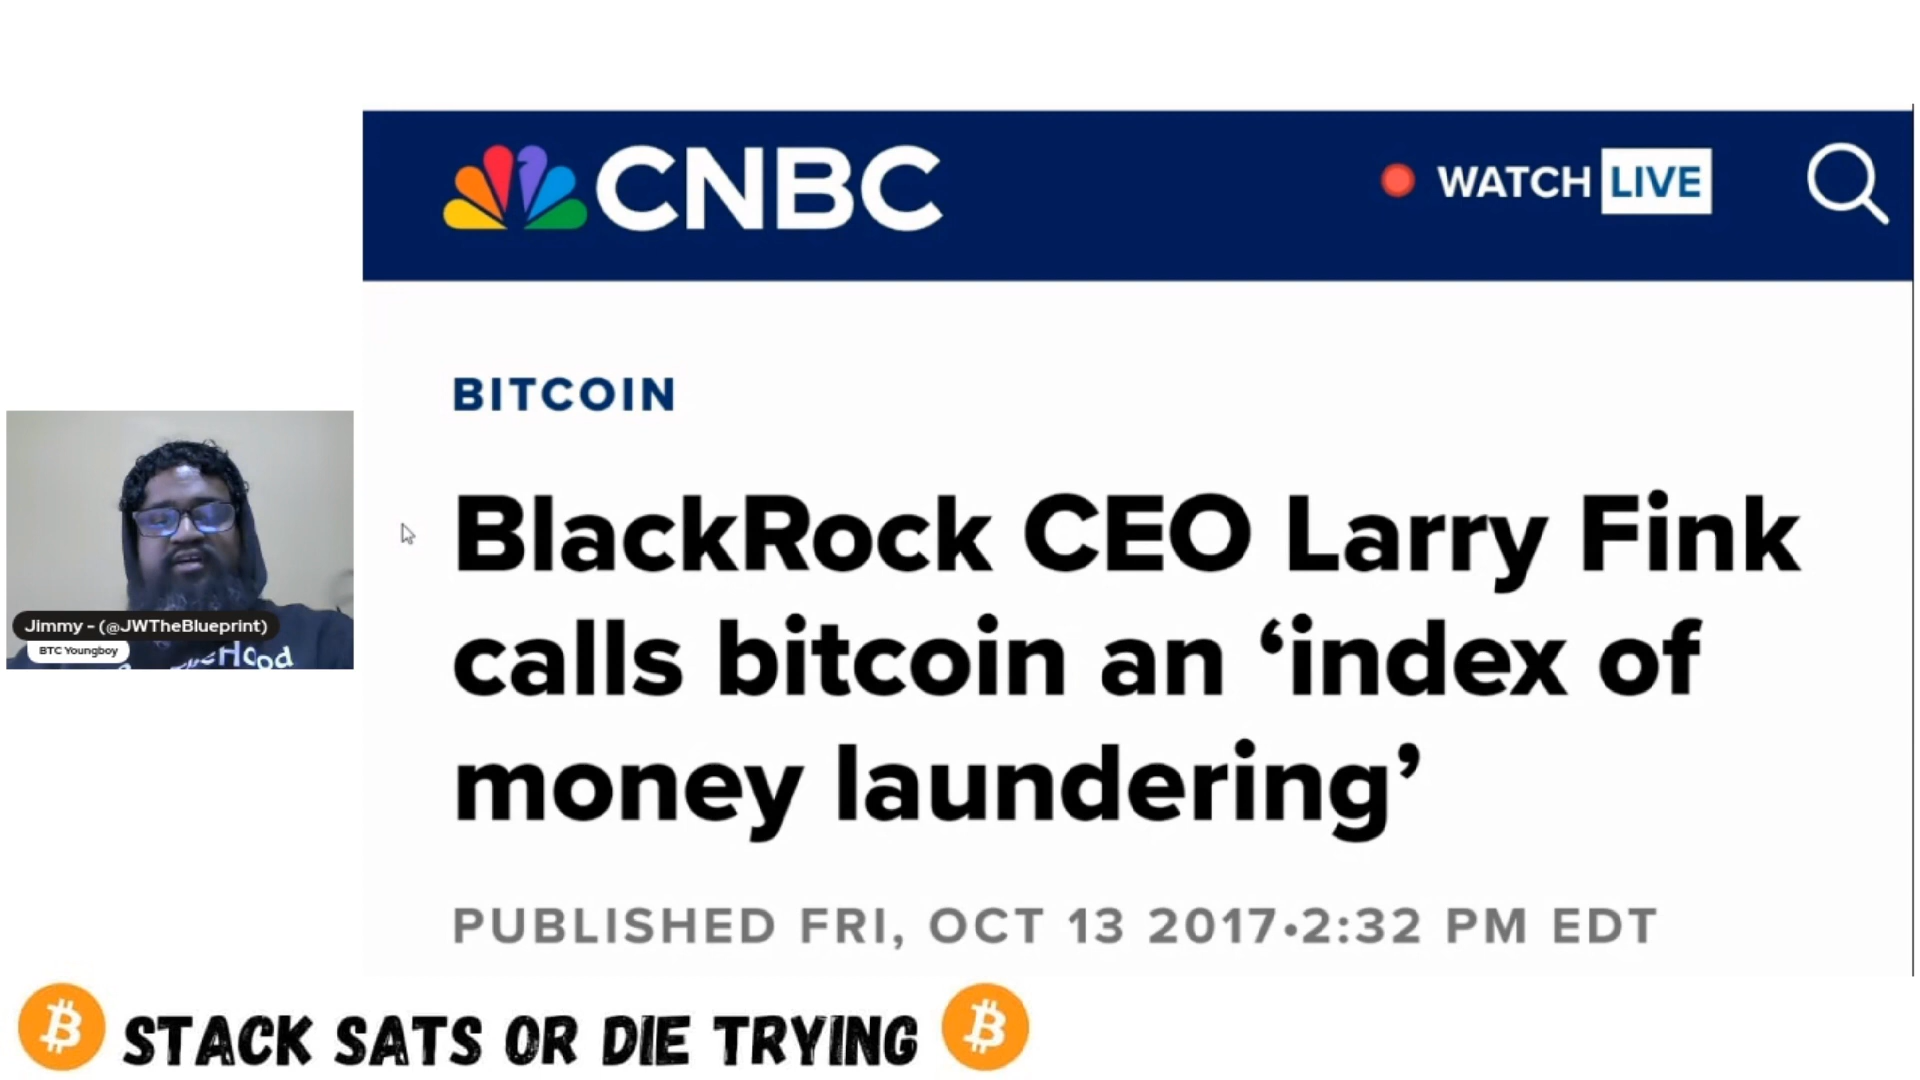 CNBC
WATCH LIVE
BITCOIN
BlackRock CEO Larry Fink
calls bitcoin an ‘index of
money laundering’
PUBLISHED FRI, OCT 13 2017•2:32 PM EDT
Jimmy - (@JWTheBlueprint)
BTC Youngboy
STACK SATS OR DIE TRYING